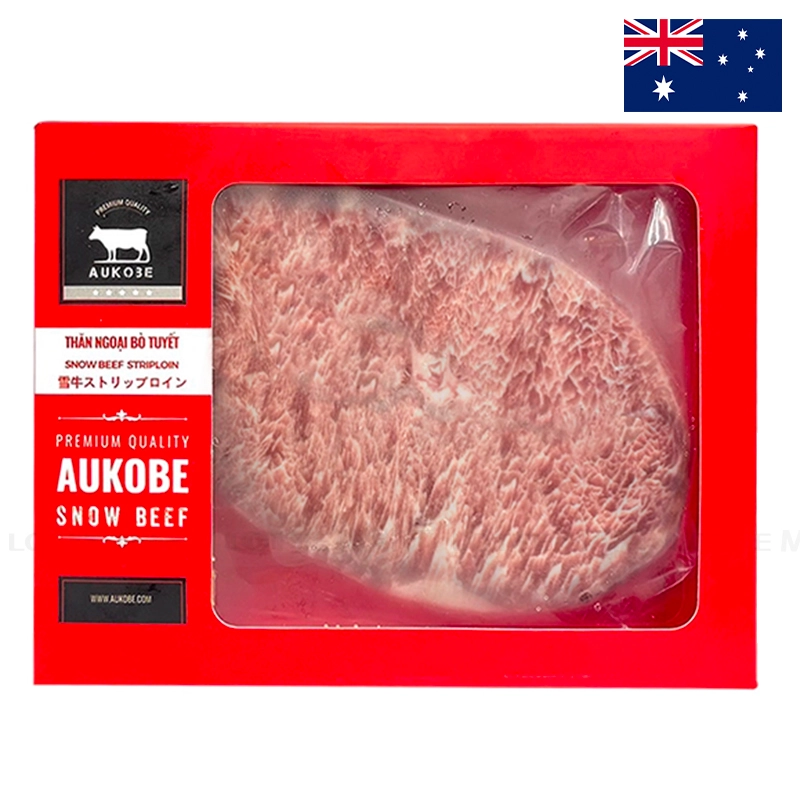 PREMIUM QUALITY
AUKOBE
THĂN NGOẠI BÒ TUYẾT
SNOW BEEF STRIPLOIN
雪牛ストリップロイン
PREMIUM QUALITY
AUKOBE
SNOW BEEF
WWW.AUKOBE.COM